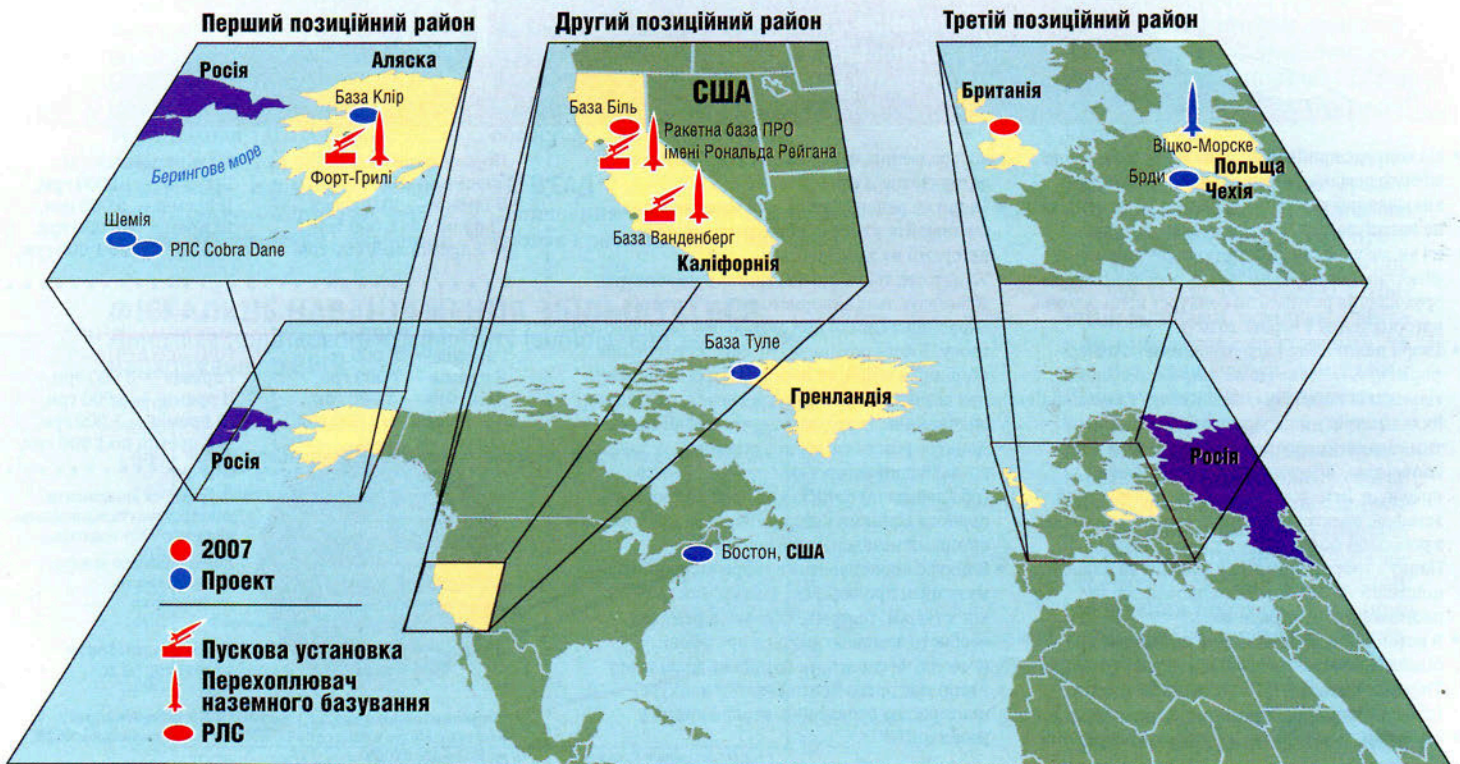 Перший позиційний район
Росія
Аляска
База Клір
Берингове море
Форт-Грилі
Шемія
РЛС Cobra Dane
Другий позиційний район
США
База Біль
Ракетна база ПРО
імені Рональда Рейгана
База Ванденберг
Каліфорнія
Третій позиційний район
Британія
Віцко-Морске
Польща
Брди
Чехія
База Туле
Гренландія
Росія
Росія
Бостон, США
2007
Проект
Пускова установка
Перехоплювач
наземного базування
РЛС